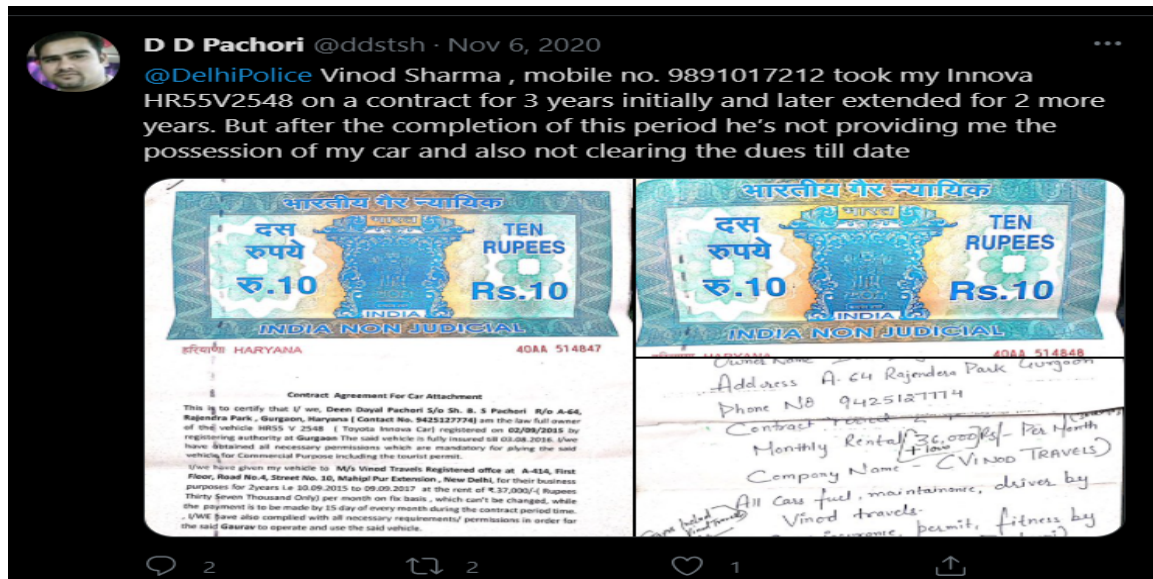 D D Pachori @ddstsh · Nov 6, 2020
@DelhiPolice Vinod Sharma , mobile no. 9891017212 took my Innova
HR55V2548 on a contract for 3 years initially and later extended for 2 more
years. But after the completion of this period he's not providing me the
possession of my car and also not clearing the dues till date
भारतीय गैर न्यायिक
भारत
दस
रुपये
रु.10
TEN
RUPEES
Rs.10
INDIA
INDIA NON JUDICIAL
हरियाणा HARYANA
40AA 514847
Contract Agreement For Car Attachment
This is to certify that I/ we, Deen Dayal Pachori S/o Sh. B. S Pachori R/o A-64,
Rajendra Park , Gurgaon, Haryana ( Contact No. 9425127774) am the law full owner
of the vehicle HR55 V 2548 ( Toyota Innova Car) registered on 02/09/2015 by
registering authority at Gurgaon The said vehicle is fully insured till 03.08.2016. I/we
have obtained all necessary permissions which are mandatory for plying the said
vehicle for Commercial Purpose including the tourist permit.
I/we have given my vehicle to M/s Vinod Travels Registered offce at A-414, First
Floor, Road No.4, Street No. 10, Mahipl Pur Extension , New Delhi, for their business
purposes for 2years i.e 10.09.2015 to 09.09.2017 at the rent of ₹.37,000/-( Rupees
Thirty Seven Thousand Only) per month on fix basis , which can't be changed, while
the payment is to be made by 15 day of every month during the contract period time.
, I/WE have also complied with all necessary requirements/ permissions in order for
the said Gaurav to operate and use the said vehicle.
भारतीय गैर न्यायिक
भारत
दस
रुपये
रु.10
TEN
RUPEES
Rs.10
INDIA
INDIA NON JUDICIAL
HARYANA
40AA 514848
Owner Name
Address A-64 Rajendera Park Gurgaon
Phone No 9425127774
Contract
Monthly Rental 36,000 Rs/- Per Month
Company Name - (VINOD TRAVELS)
All Cars fuel, maintainence, driver by
Vinod travels.
permit, fitness by
2
2
1